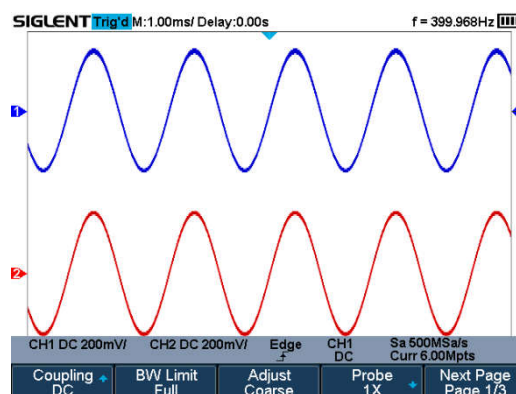 SIGLENT Trig'd M:1.00ms/ Delay:0.00s f = 399.968Hz
1
2
CH1 DC 200mV/ CH2 DC 200mV/ Edge CH1 Sa 500MSa/s
DC Curr 6.00Mpts
Coupling BW Limit Adjust Probe Next Page
DC Full Coarse 1X Page 1/3